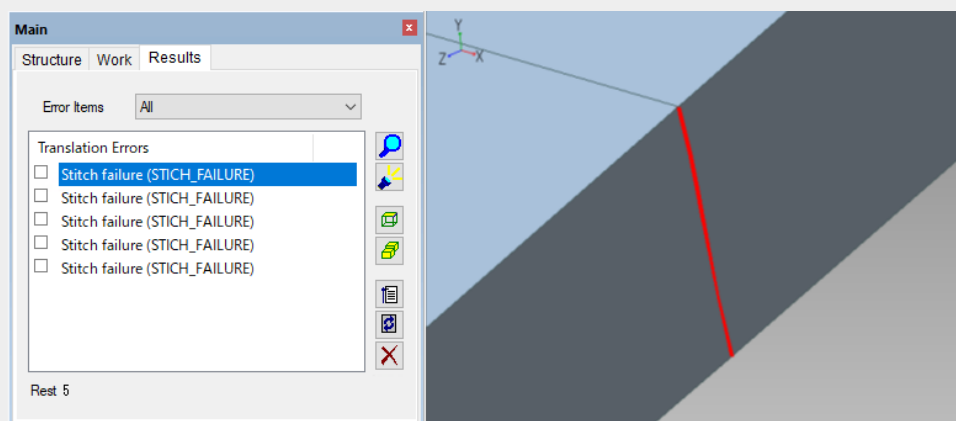 Main
Structure Work Results
Error Items All
Translation Errors
Stitch failure (STICH_FAILURE)
Stitch failure (STICH_FAILURE)
Stitch failure (STICH_FAILURE)
Stitch failure (STICH_FAILURE)
Stitch failure (STICH_FAILURE)
Rest 5
Y
Z X